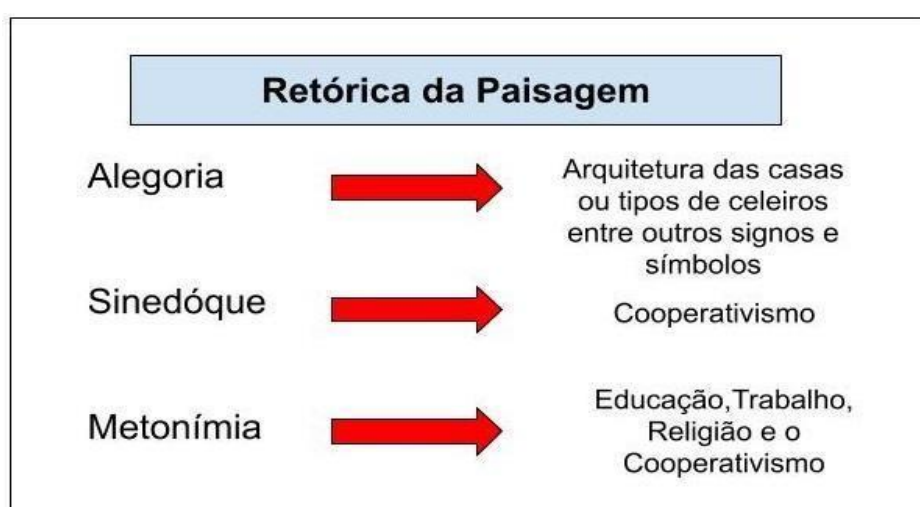 Retórica da Paisagem
Alegoria
Arquitetura das casas
ou tipos de celeiros
entre outros signos e
símbolos
Sinedóque
Cooperativismo
Metonímia
Educação,Trabalho,
Religião e o
Cooperativismo